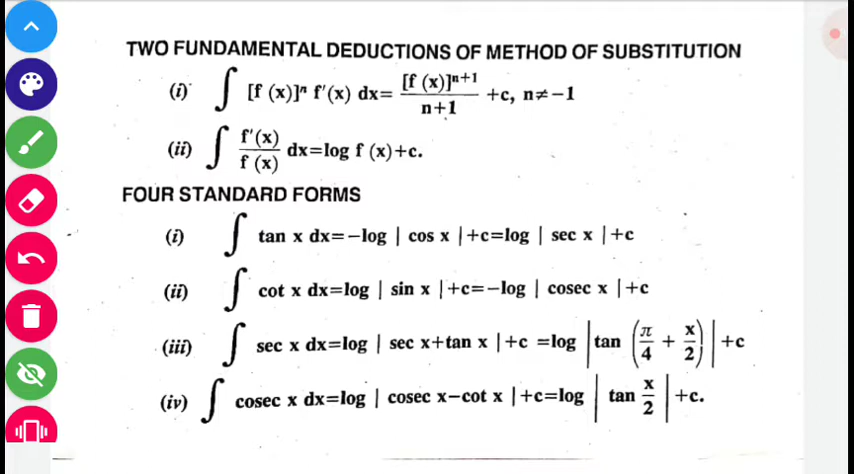 TWO FUNDAMENTAL DEDUCTIONS OF METHOD OF SUBSTITUTION
(i) ∫ [f (x)]ⁿ f'(x) dx= [f (x)]ⁿ⁺¹ / n+1 +c, n≠−1
(ii) ∫ f'(x) / f (x) dx=log f (x)+c.
FOUR STANDARD FORMS
(i) ∫ tan x dx=−log | cos x |+c=log | sec x |+c
(ii) ∫ cot x dx=log | sin x |+c=−log | cosec x |+c
(iii) ∫ sec x dx=log | sec x+tan x |+c =log | tan (π/4 + x/2) | +c
(iv) ∫ cosec x dx=log | cosec x−cot x |+c=log | tan x/2 | +c.